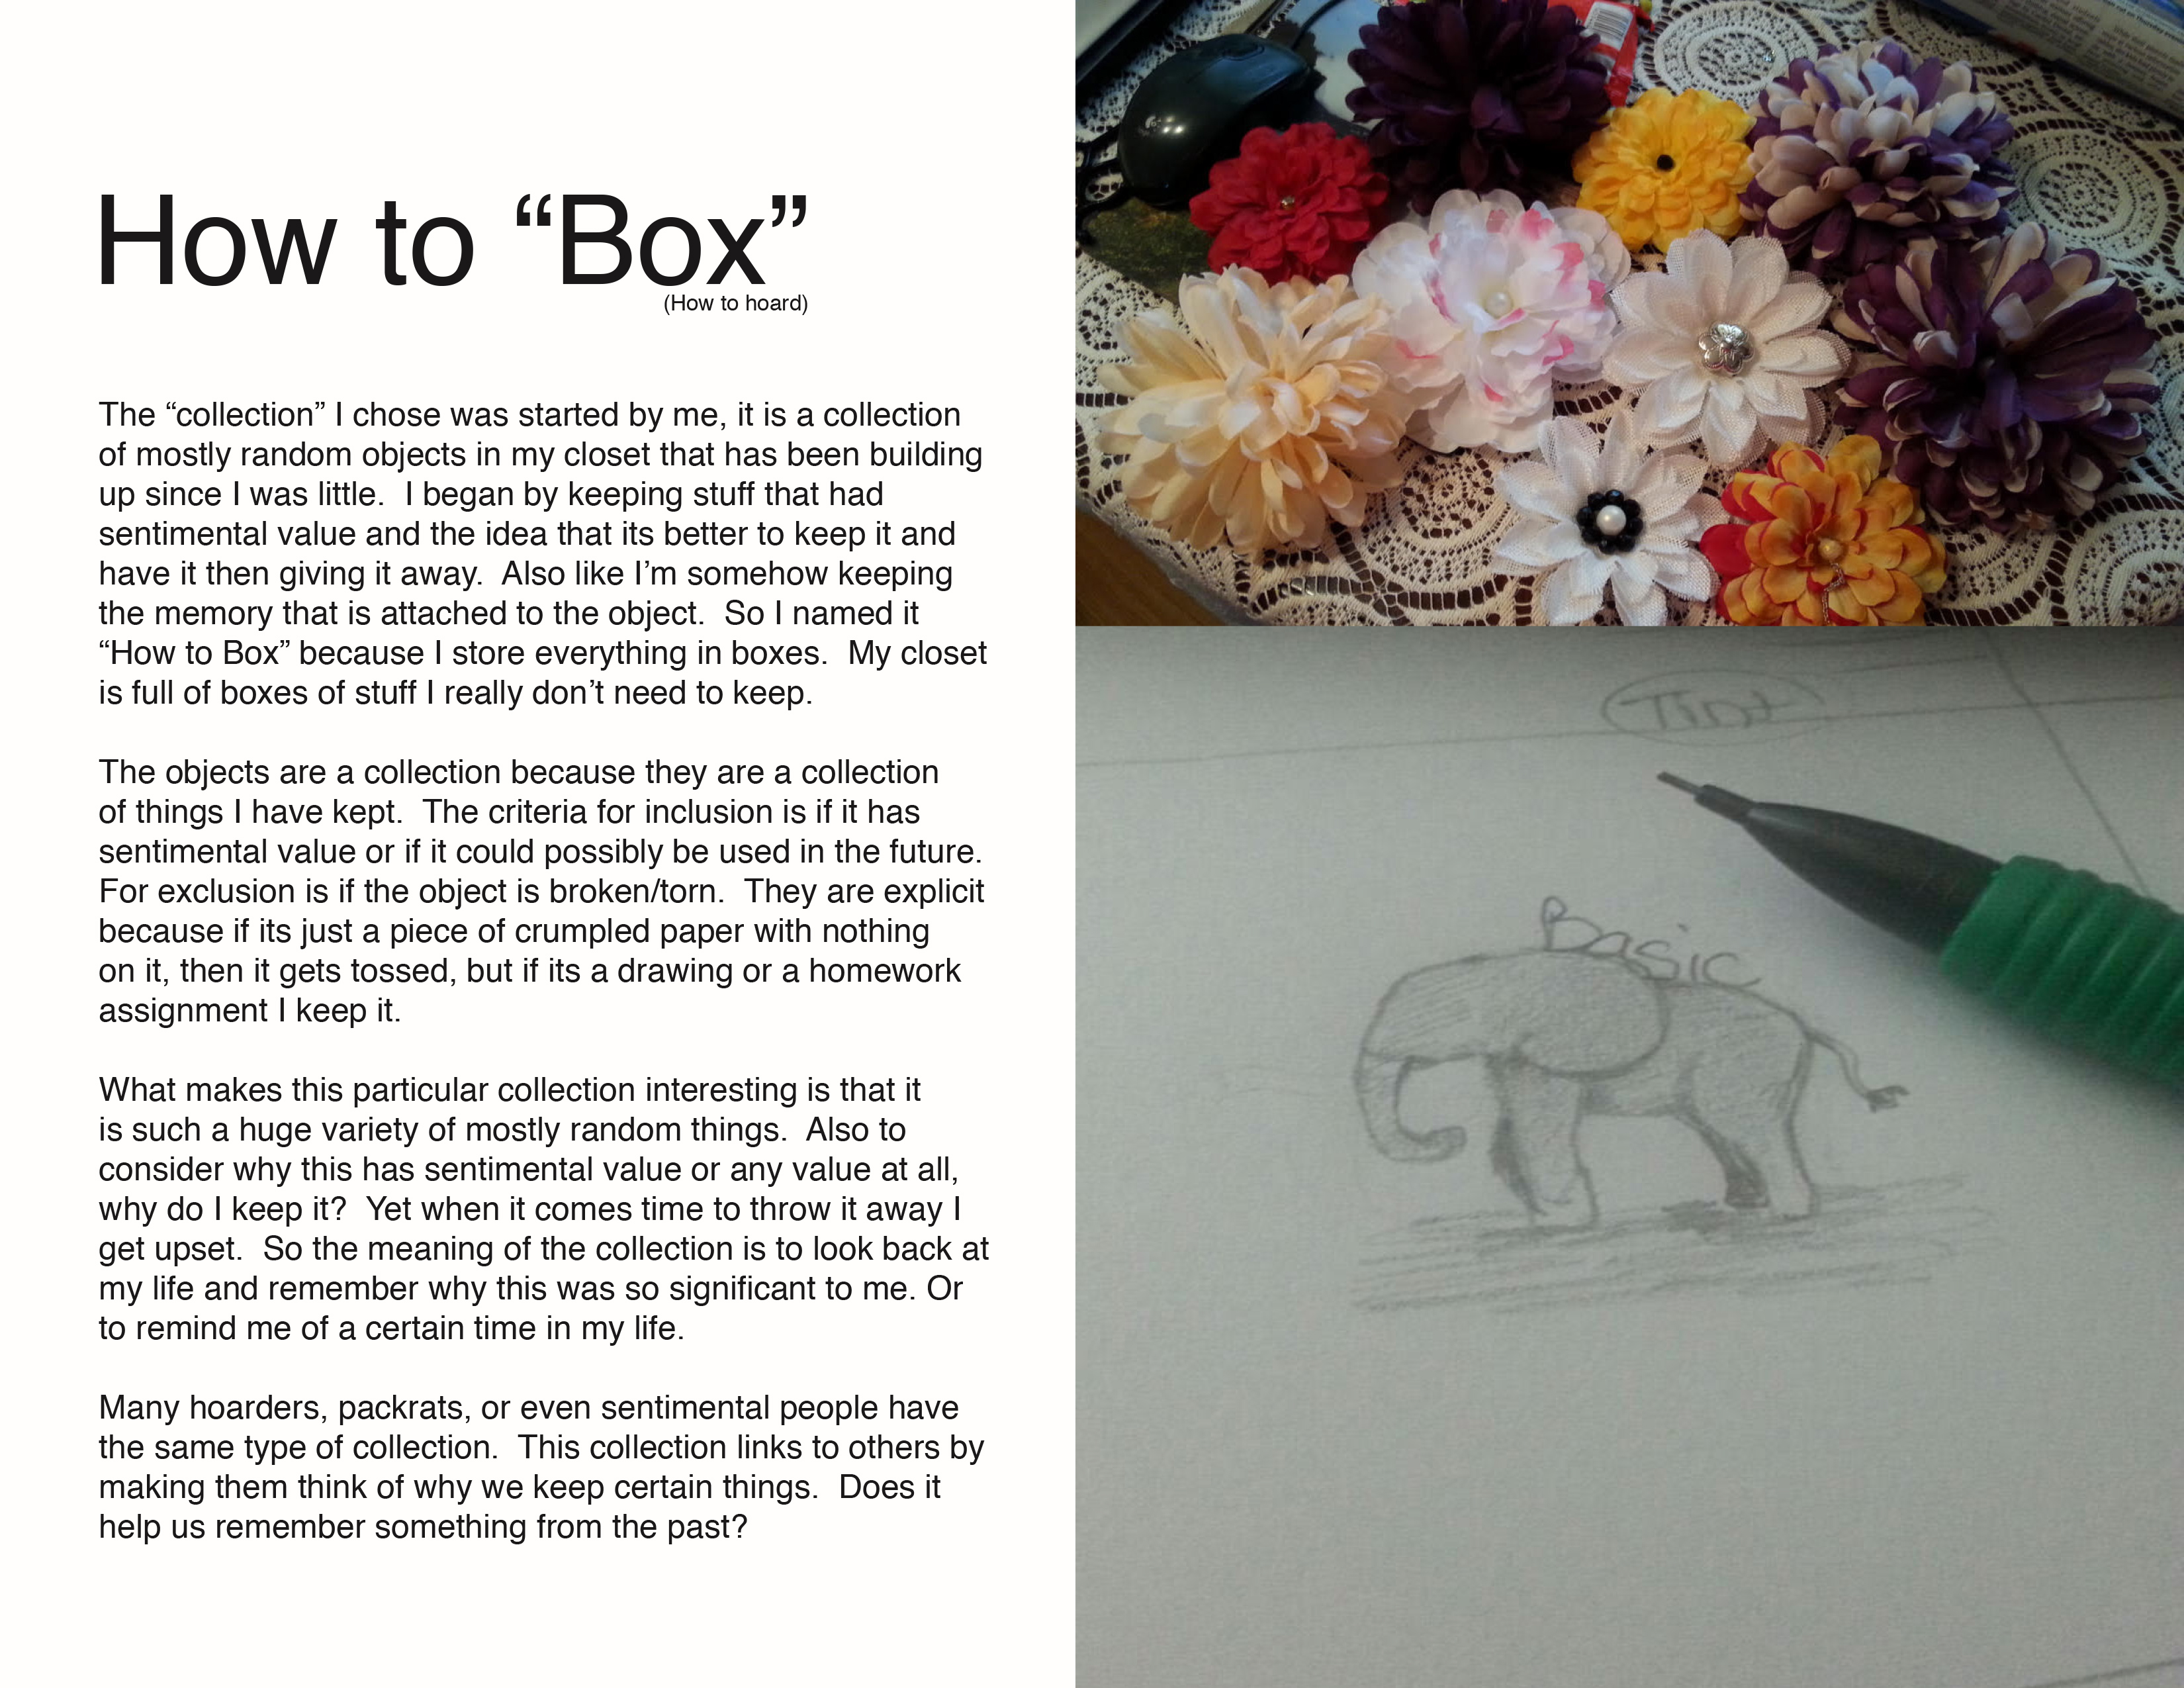 How to “Box”
(How to hoard)
The “collection” I chose was started by me, it is a collection
of mostly random objects in my closet that has been building
up since I was little.  I began by keeping stuff that had
sentimental value and the idea that its better to keep it and
have it then giving it away.  Also like I’m somehow keeping
the memory that is attached to the object.  So I named it
“How to Box” because I store everything in boxes.  My closet
is full of boxes of stuff I really don’t need to keep.
The objects are a collection because they are a collection
of things I have kept.  The criteria for inclusion is if it has
sentimental value or if it could possibly be used in the future.
For exclusion is if the object is broken/torn.  They are explicit
because if its just a piece of crumpled paper with nothing
on it, then it gets tossed, but if its a drawing or a homework
assignment I keep it.
What makes this particular collection interesting is that it
is such a huge variety of mostly random things.  Also to
consider why this has sentimental value or any value at all,
why do I keep it?  Yet when it comes time to throw it away I
get upset.  So the meaning of the collection is to look back at
my life and remember why this was so significant to me. Or
to remind me of a certain time in my life.
Many hoarders, packrats, or even sentimental people have
the same type of collection.  This collection links to others by
making them think of why we keep certain things.  Does it
help us remember something from the past?
Basic